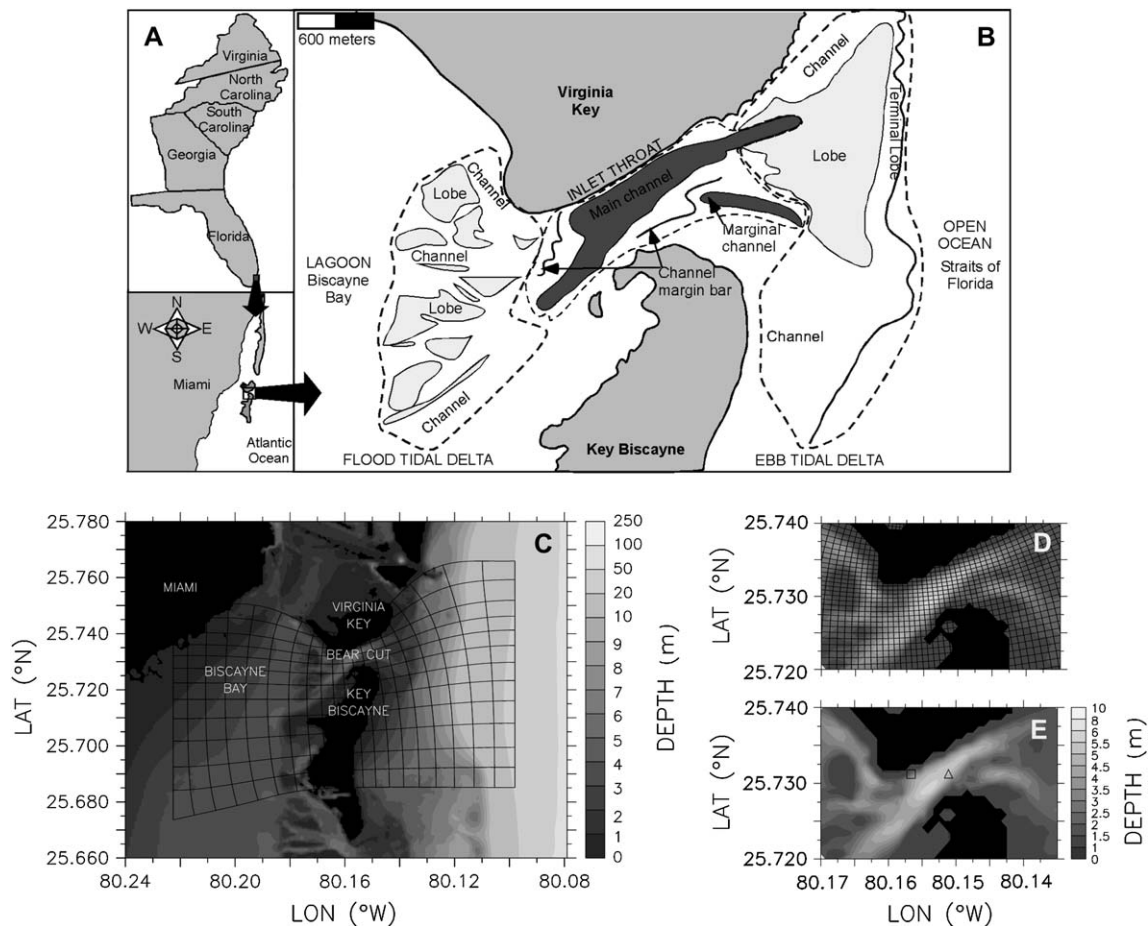 A
Virginia
North
Carolina
South
Carolina
Georgia
Florida
N
W E
S
Miami
Atlantic
Ocean
600 meters
B
Virginia
Key
Channel
Terminal Lobe
Lobe
INLET THROAT
Main channel
Channel
Lobe
Channel
LAGOON
Biscayne
Bay
Lobe
Channel
Marginal
channel
Channel
margin bar
OPEN
OCEAN
Straits of
Florida
Channel
FLOOD TIDAL DELTA
Key Biscayne
EBB TIDAL DELTA
C
MIAMI
VIRGINIA
KEY
BEAR CUT
BISCAYNE
BAY
KEY
BISCAYNE
LAT (°N)
25.780
25.760
25.740
25.720
25.700
25.680
25.660
80.24 80.20 80.16 80.12 80.08
LON (°W)
DEPTH (m)
250
100
50
20
10
9
8
7
6
5
4
3
2
1
0
D
LAT (°N)
25.740
25.730
25.720
E
LAT (°N)
25.740
25.730
25.720
80.17 80.16 80.15 80.14
LON (°W)
DEPTH (m)
10
8
6
5.5
5
4.5
4
3.5
3
2.5
2
1.5
1
0